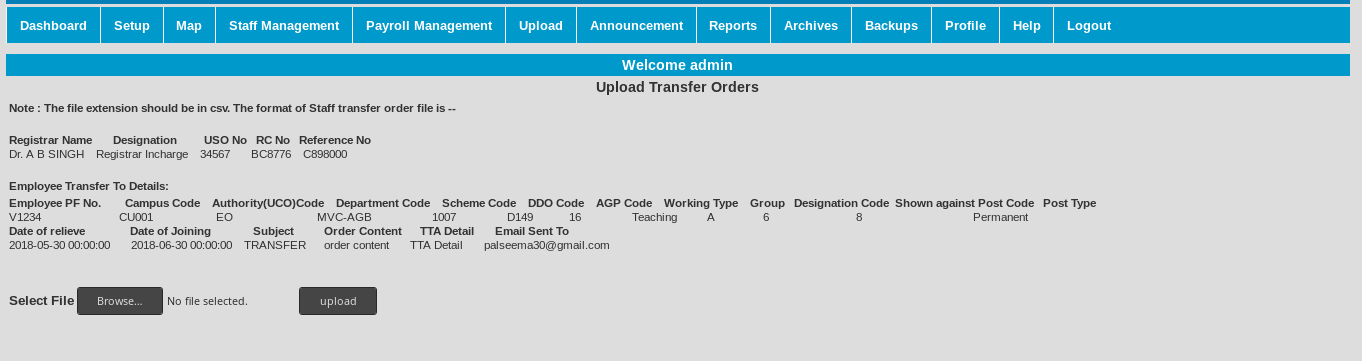 Dashboard Setup Map Staff Management Payroll Management Upload Announcement Reports Archives Backups Profile Help Logout
Welcome admin
Upload Transfer Orders
Note : The file extension should be in csv. The format of Staff transfer order file is --
Registrar Name Designation USO No RC No Reference No
Dr. A B SINGH Registrar Incharge 34567 BC8776 C898000
Employee Transfer To Details:
Employee PF No. Campus Code Authority(UCO)Code Department Code Scheme Code DDO Code AGP Code Working Type Group Designation Code Shown against Post Code Post Type
V1234 CU001 EO MVC-AGB 1007 D149 16 Teaching A 6 8 Permanent
Date of relieve Date of Joining Subject Order Content TTA Detail Email Sent To
2018-05-30 00:00:00 2018-06-30 00:00:00 TRANSFER order content TTA Detail palseema30@gmail.com
Select File Browse... No file selected. upload